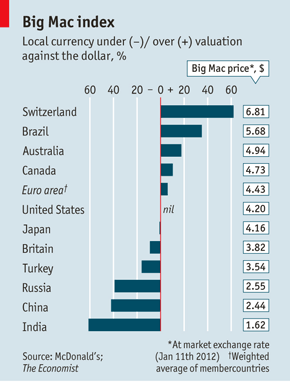 Big Mac index
Local currency under (–)/ over (+) valuation
against the dollar, %
Big Mac price*, $
60 40 20 – 0 + 20 40 60
Switzerland 6.81
Brazil 5.68
Australia 4.94
Canada 4.73
Euro area† 4.43
United States nil 4.20
Japan 4.16
Britain 3.82
Turkey 3.54
Russia 2.55
China 2.44
India 1.62
*At market exchange rate
(Jan 11th 2012) †Weighted
average of membercountries
Source: McDonald's;
The Economist